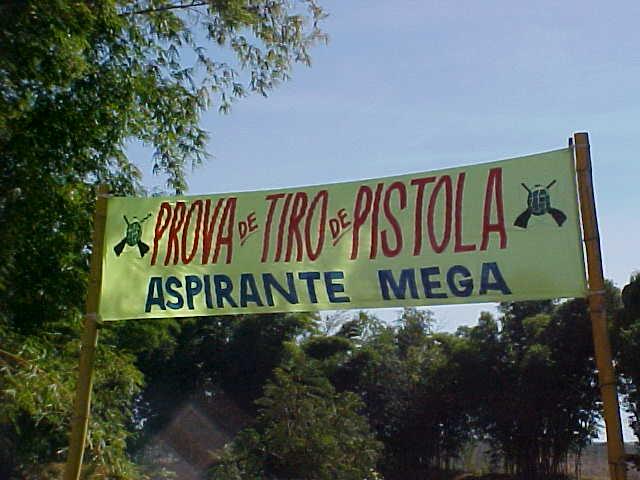 PROVA DE TIRO DE PISTOLA
ASPIRANTE MEGA